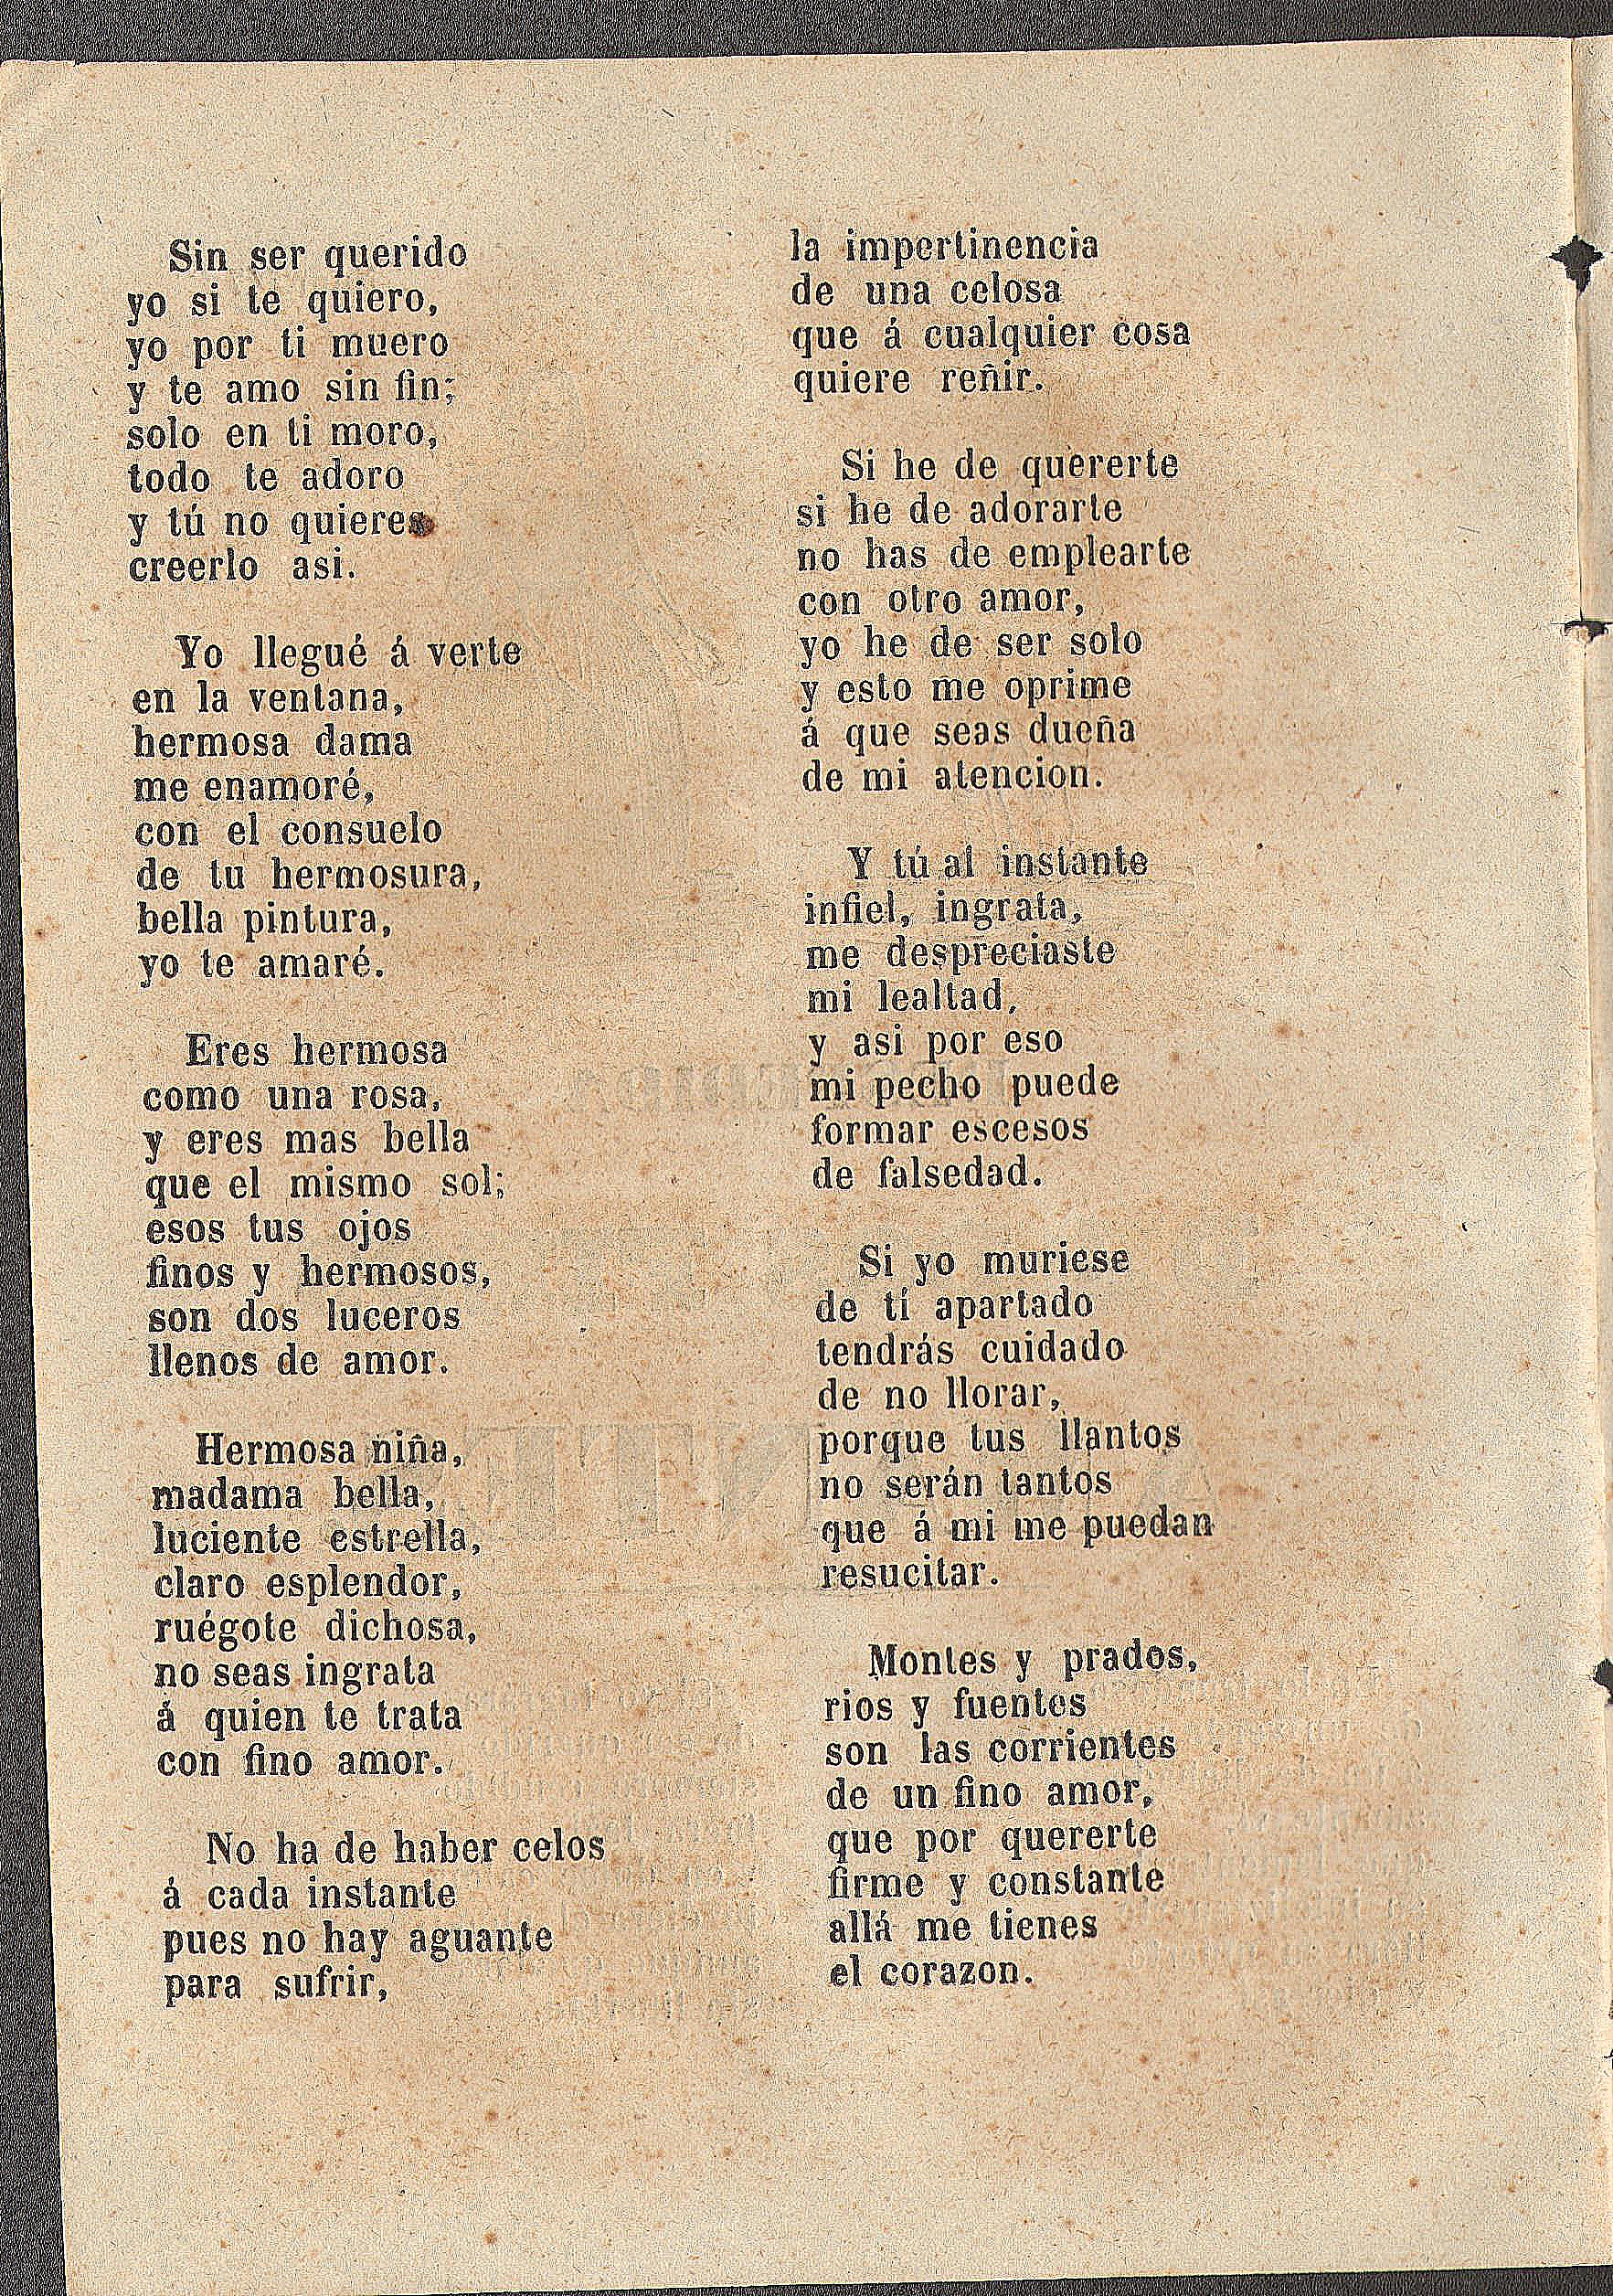 Sin ser querido
yo si te quiero,
yo por ti muero
y te amo sin fin;
solo en ti moro,
todo te adoro
y tú no quieres
creerlo asi.
Yo llegué á verte
en la ventana,
hermosa dama
me enamoré,
con el consuelo
de tu hermosura,
bella pintura,
yo te amaré.
Eres hermosa
como una rosa,
y eres mas bella
que el mismo sol;
esos tus ojos
finos y hermosos,
son dos luceros
llenos de amor.
Hermosa niña,
madama bella,
luciente estrella,
claro esplendor,
ruégote dichosa,
no seas ingrata
á quien te trata
con fino amor.
No ha de haber celos
á cada instante
pues no hay aguante
para sufrir,
la impertinencia
de una celosa
que á cualquier cosa
quiere reñir.
Si he de quererte
si he de adorarte
no has de emplearte
con otro amor,
yo he de ser solo
y esto me oprime
á que seas dueña
de mi atencion.
Y tú al instante
infiel, ingrata,
me despreciaste
mi lealtad,
y asi por eso
mi pecho puede
formar escesos
de falsedad.
Si yo muriese
de tí apartado
tendrás cuidado
de no llorar,
porque tus llantos
no serán tantos
que á mi me puedan
resucitar.
Montes y prados,
rios y fuentes
son las corrientes
de un fino amor,
que por quererte
firme y constante
allá me tienes
el corazon.